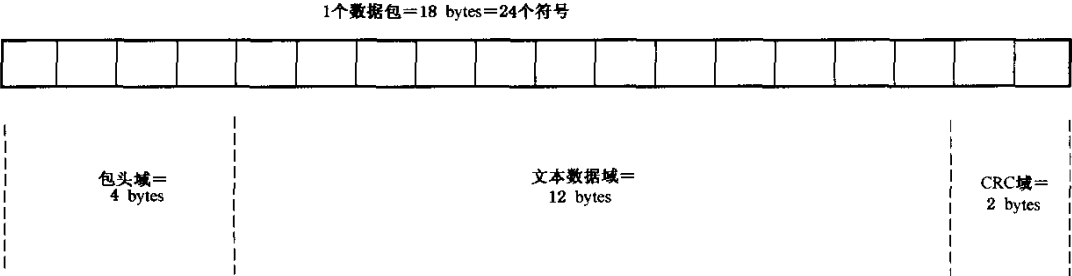 1个数据包=18 bytes=24个符号
包头域=
4 bytes
文本数据域=
12 bytes
CRC域=
2 bytes